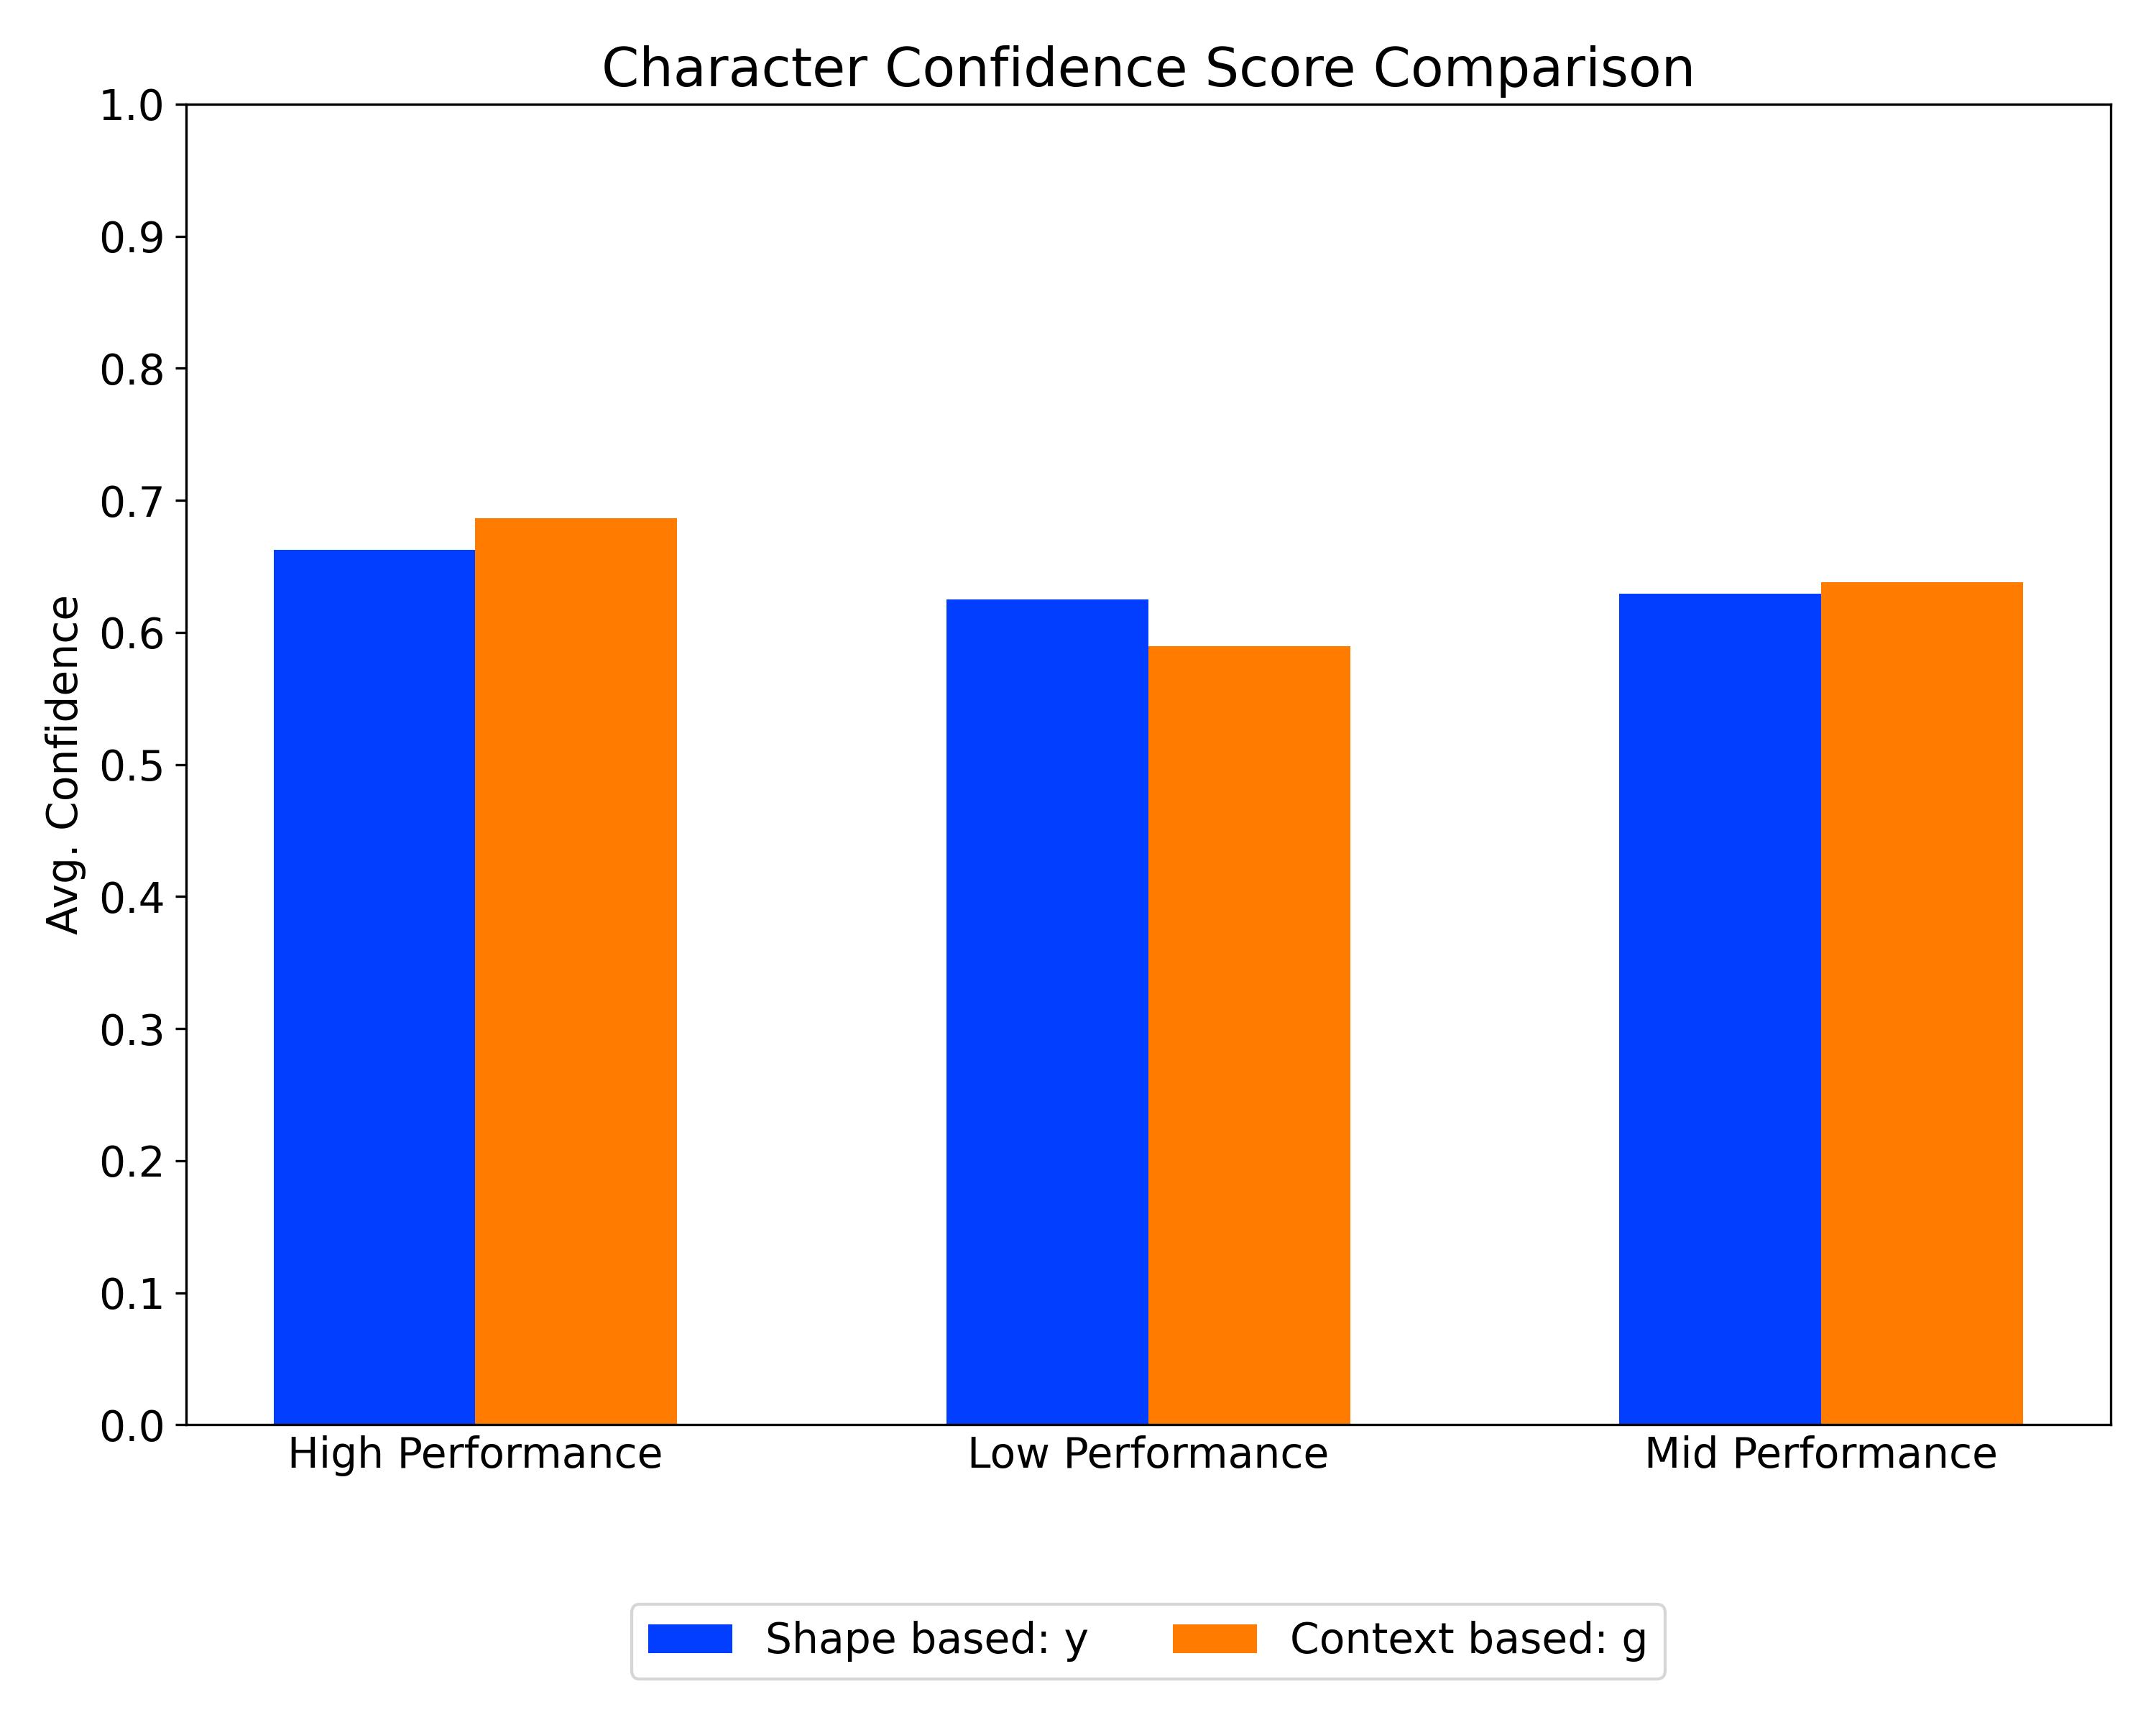 Character Confidence Score Comparison
1.0
0.9
0.8
0.7
0.6
0.5
0.4
0.3
0.2
0.1
0.0
Avg. Confidence
High Performance
Low Performance
Mid Performance
Shape based: y
Context based: g